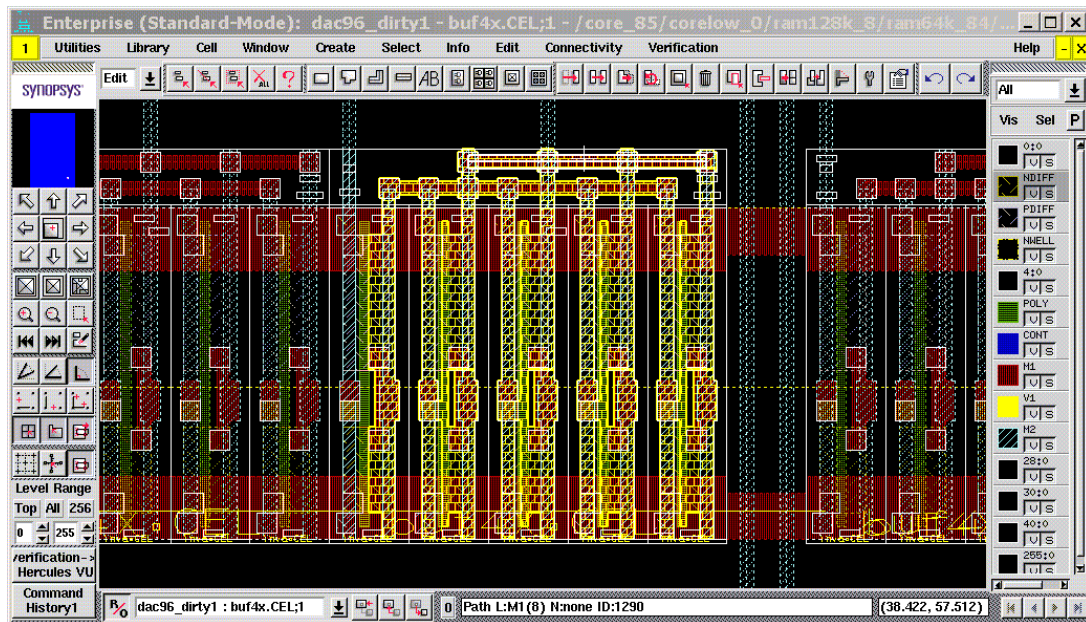 Enterprise (Standard-Mode): dac96_dirty1 - buf4x.CEL;1 - /core_85/corelow_0/ram128k_8/ram64k_84/...
1 Utilities Library Cell Window Create Select Info Edit Connectivity Verification Help
SYNOPSYS
Edit
AB
ALL
All
Vis Sel P
0:0
V S
NDIFF
V S
PDIFF
V S
NWELL
V S
4:0
V S
POLY
V S
CONT
V S
M1
V S
V1
V S
M2
V S
28:0
V S
30:0
V S
40:0
V S
255:0
V S
Level Range
Top All 256
0 255
Hercules VU
Command
History1
R/O dac96_dirty1 : buf4x.CEL;1
0 Path L:M1(8) N:none ID:1290
(38.422, 57.512)